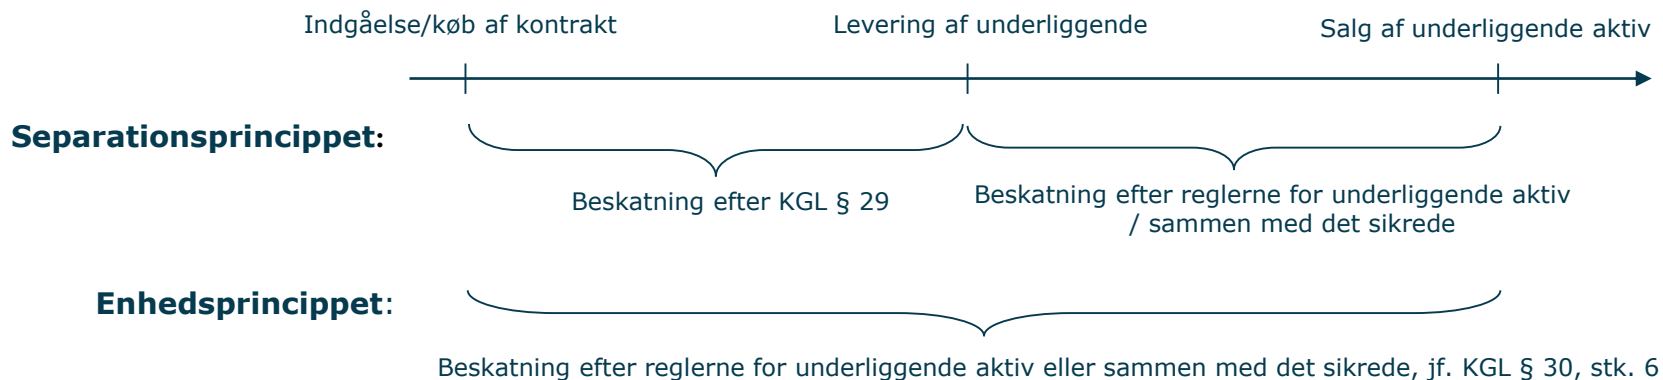 Indgåelse/køb af kontrakt
Levering af underliggende
Salg af underliggende aktiv
Separationsprincippet:
Beskatning efter KGL § 29
Beskatning efter reglerne for underliggende aktiv
/ sammen med det sikrede
Enhedsprincippet:
Beskatning efter reglerne for underliggende aktiv eller sammen med det sikrede, jf. KGL § 30, stk. 6